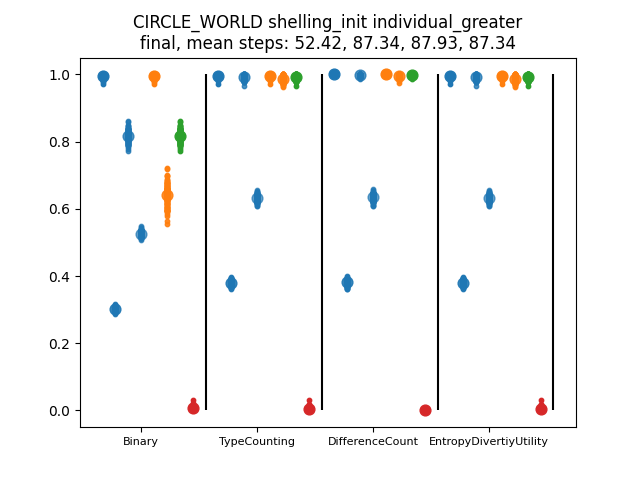 CIRCLE_WORLD shelling_init individual_greater
final, mean steps: 52.42, 87.34, 87.93, 87.34
1.0
0.8
0.6
0.4
0.2
0.0
Binary TypeCounting DifferenceCount EntropyDivertiyUtility